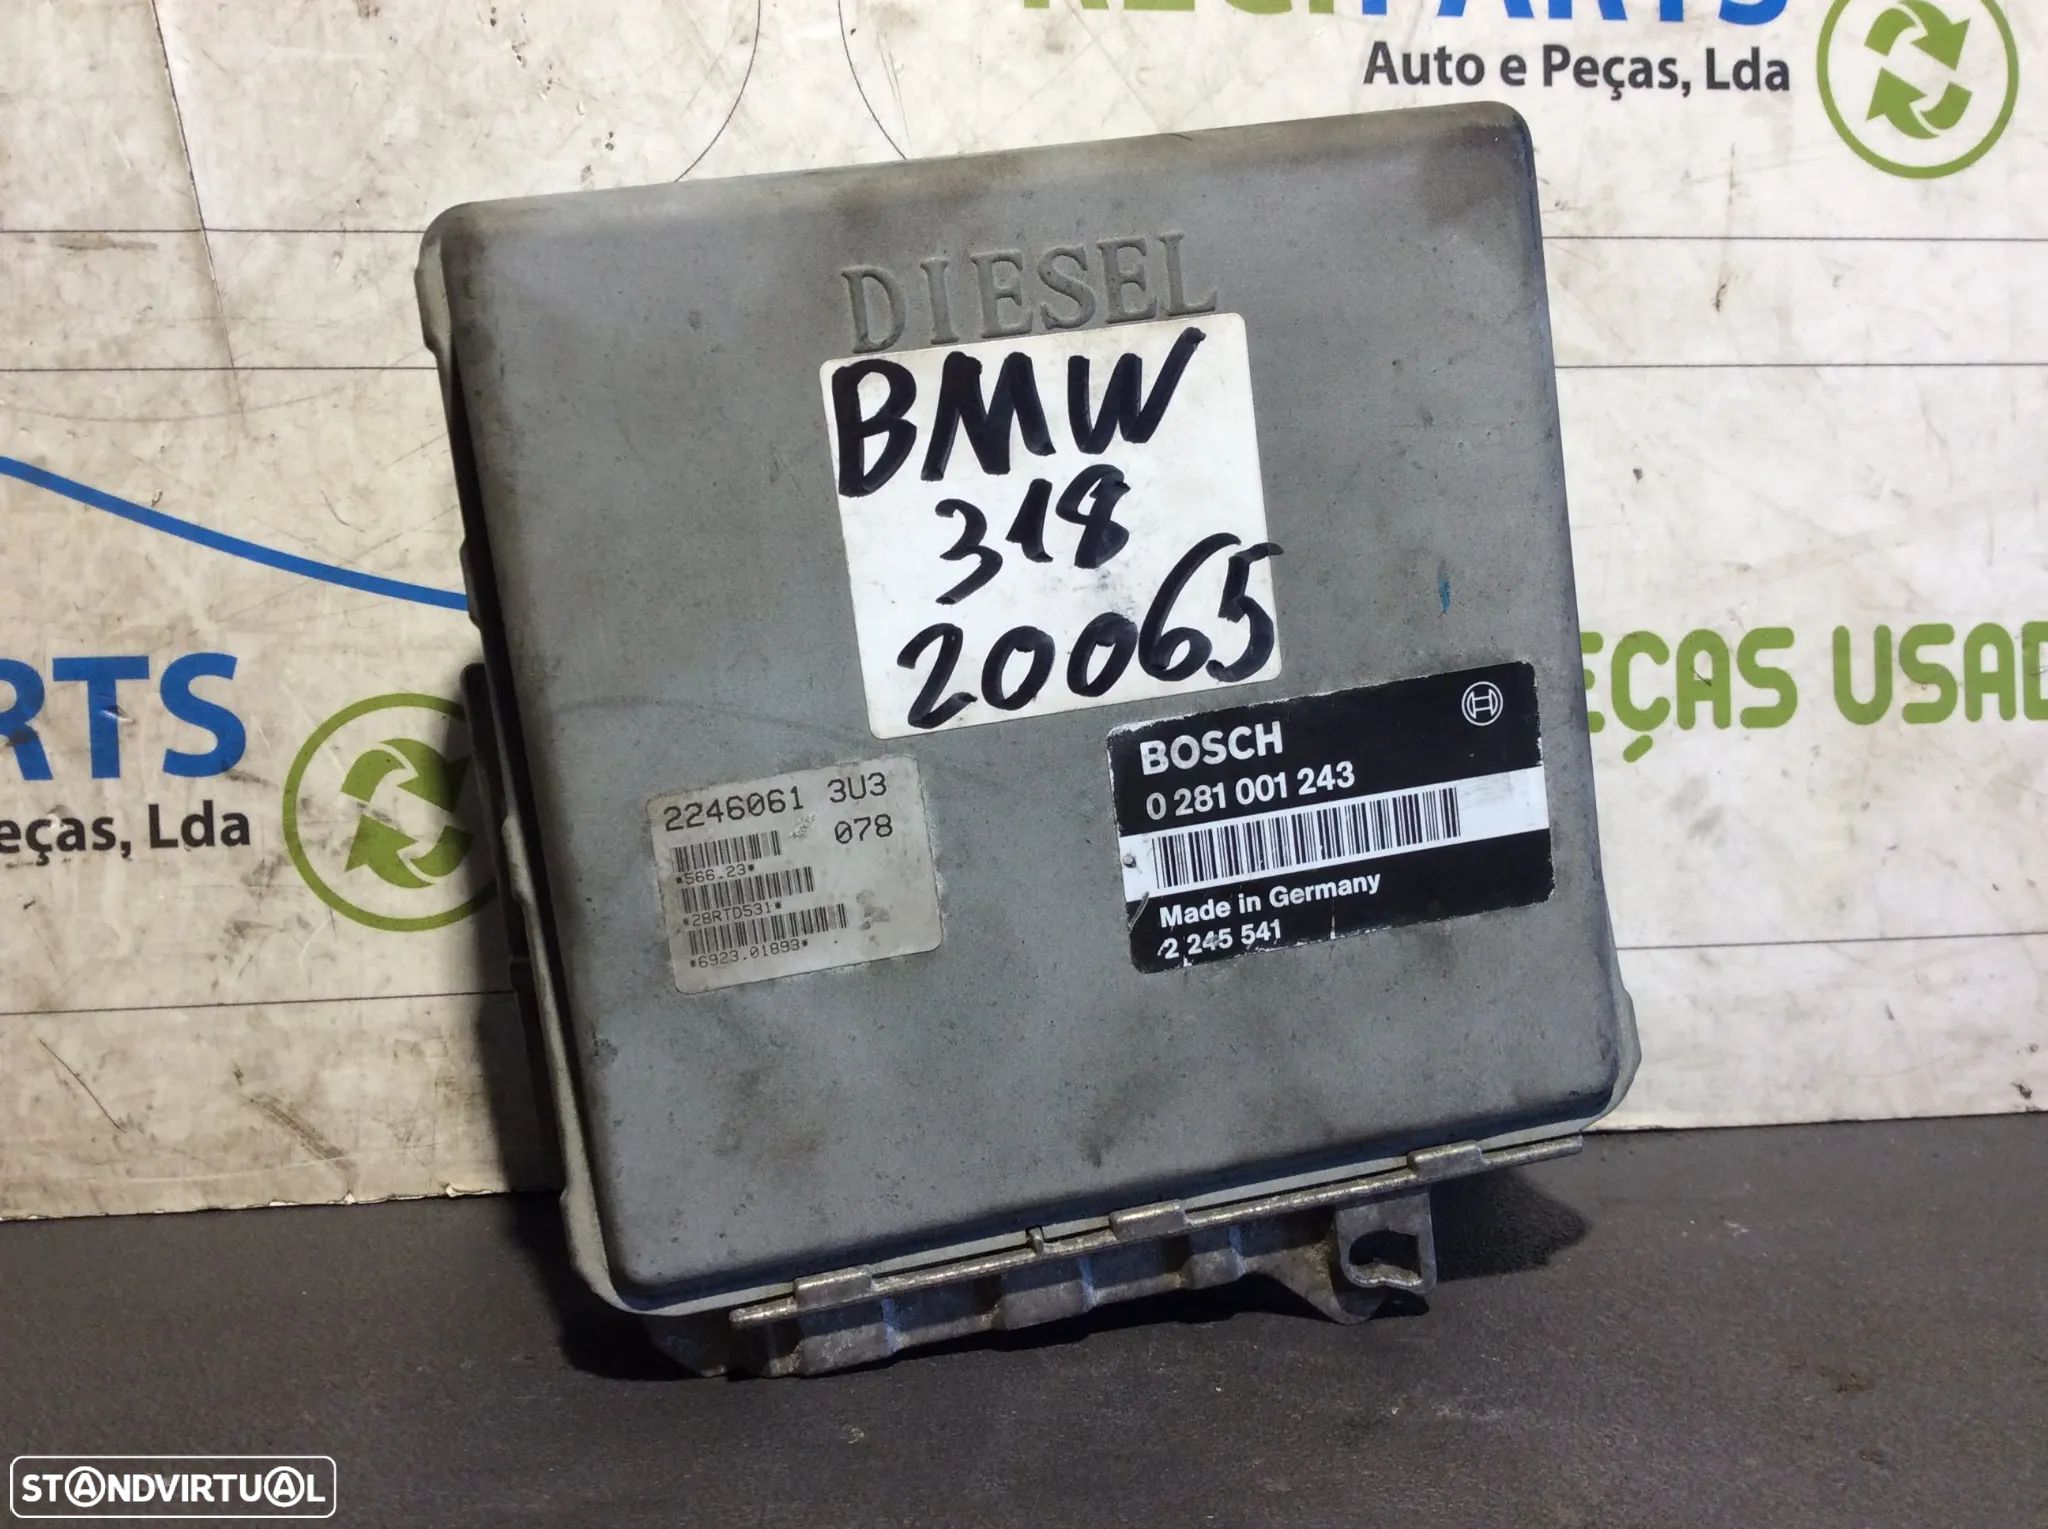 Auto e Peças, Lda
DIESEL
BMW
318
20065
RTS
eças, Lda
EÇAS USAD
BOSCH
0 281 001 243
Made in Germany
2 245 541
2246061 3U3
078
*566.23*
*28RTD531*
*6923.01893*
STANDVIRTUAL